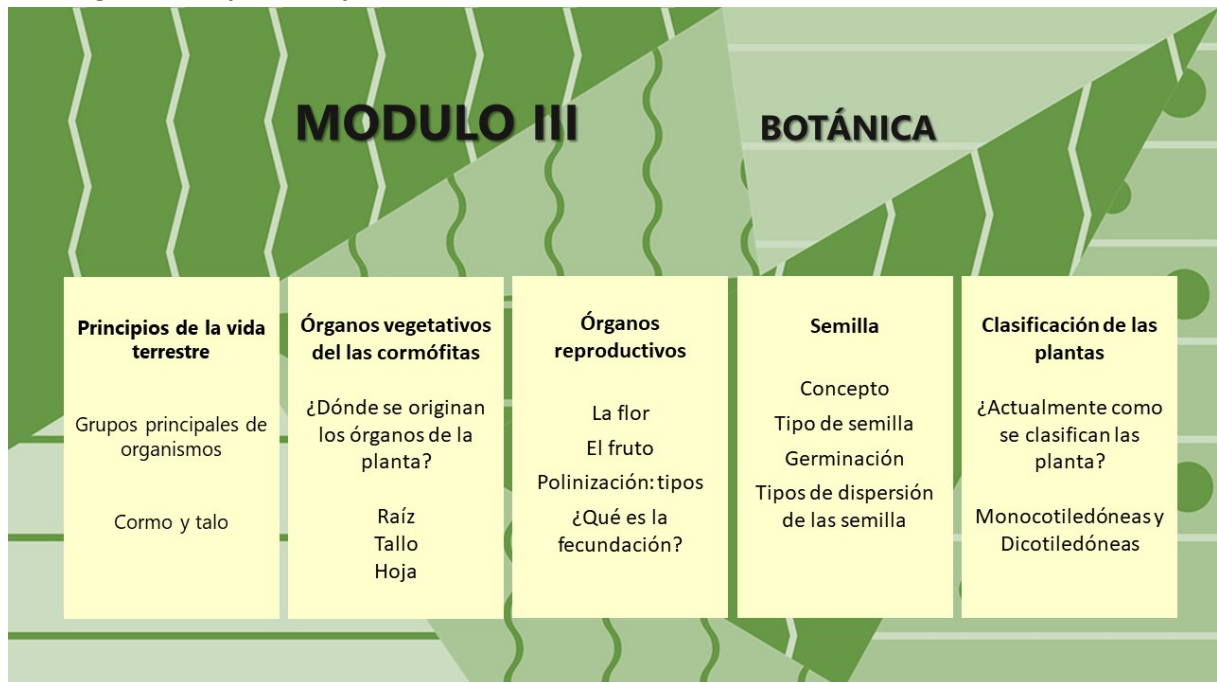 MODULO III
BOTÁNICA
Principios de la vida
terrestre
Grupos principales de
organismos
Cormo y talo
Órganos vegetativos
del las cormófitas
¿Dónde se originan
los órganos de la
planta?
Raíz
Tallo
Hoja
Órganos
reproductivos
La flor
El fruto
Polinización: tipos
¿Qué es la
fecundación?
Semilla
Concepto
Tipo de semilla
Germinación
Tipos de dispersión
de las semilla
Clasificación de las
plantas
¿Actualmente como
se clasifican las
planta?
Monocotiledóneas y
Dicotiledóneas